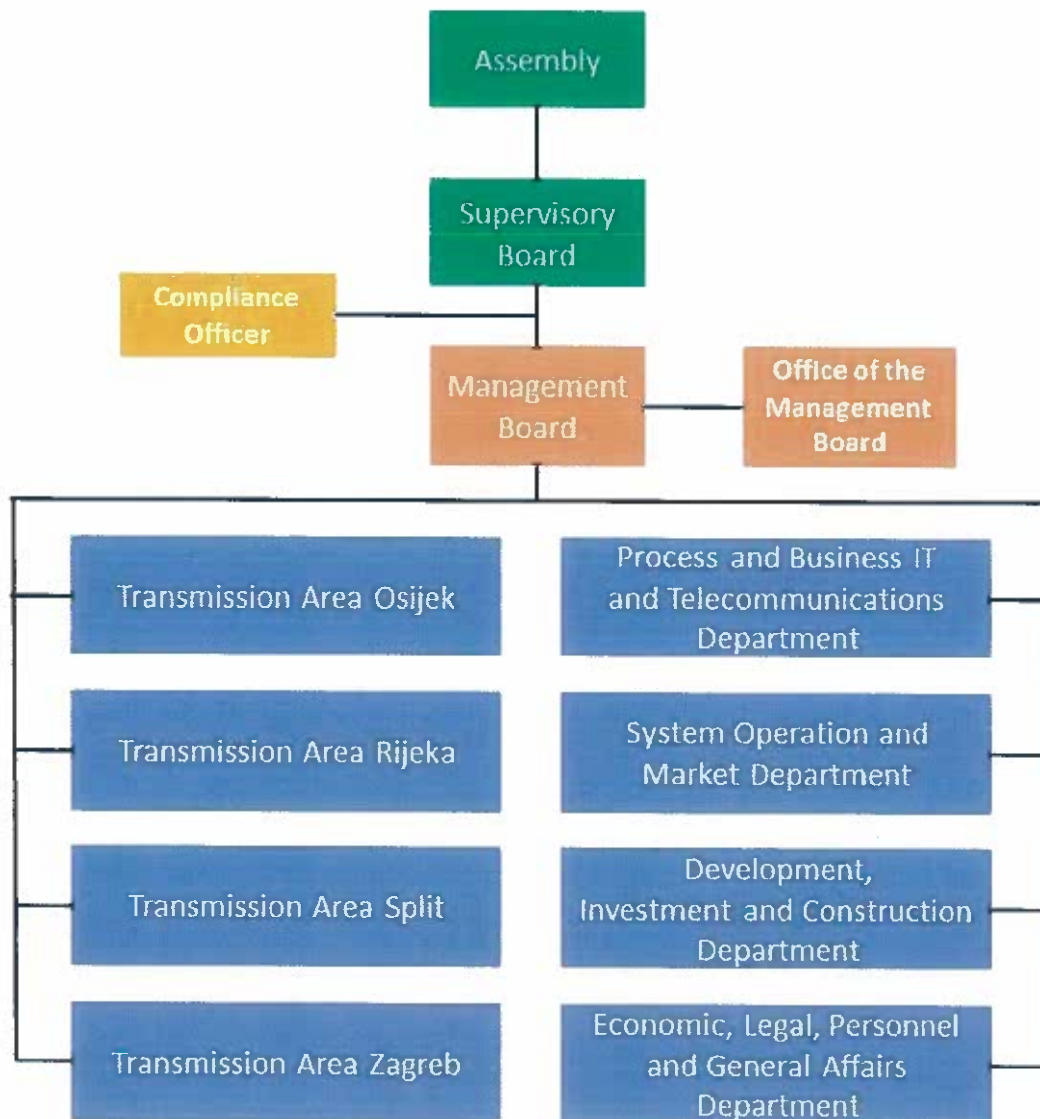 Assembly
Supervisory
Board
Compliance
Officer
Management
Board
Office of the
Management
Board
Transmission Area Osijek
Process and Business IT
and Telecommunications
Department
Transmission Area Rijeka
System Operation and
Market Department
Transmission Area Split
Development,
Investment and Construction
Department
Transmission Area Zagreb
Economic, Legal, Personnel
and General Affairs
Department